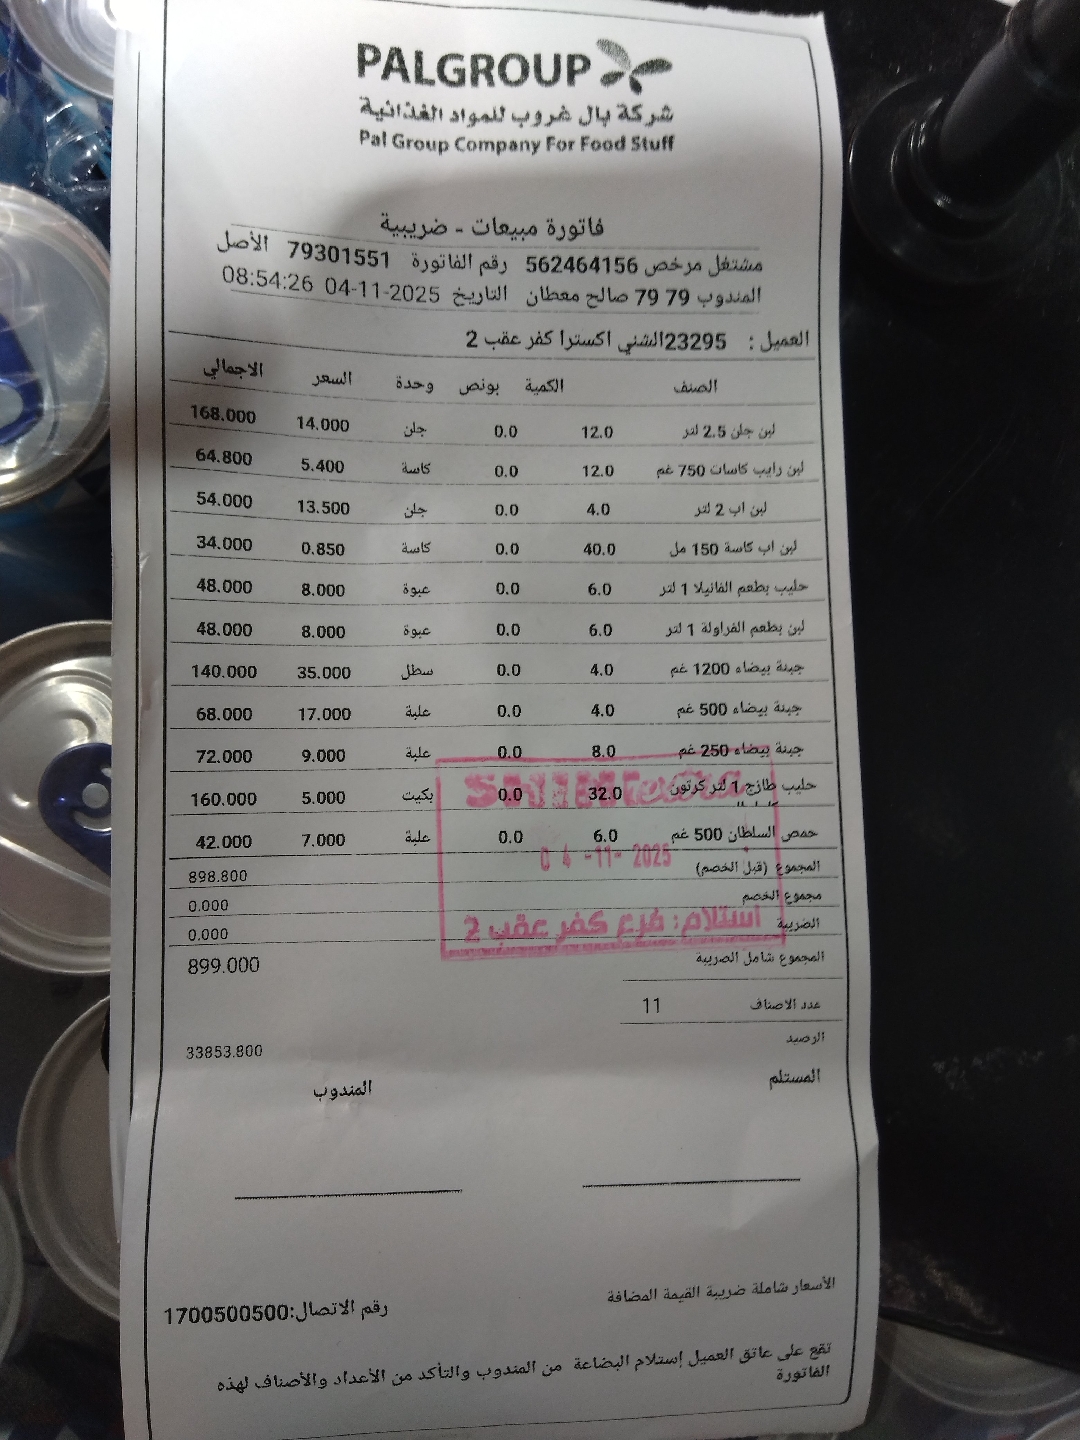 PALGROUP
شركة بال غروب للمواد الغذائية
Pal Group Company For Food Stuff
فاتورة مبيعات - ضريبية
مشتغل مرخص 562464156 رقم الفاتورة 79301551 الأصل
المندوب 79 79 صالح معطان التاريخ 04-11-2025 08:54:26
العميل : 23295الشني اكسترا كفر عقب 2
الصنف الكمية بونص وحدة السعر الاجمالي
لبن جلن 2.5 لتر 12.0 0.0 جلن 14.000 168.000
لبن رايب كاسات 750 غم 12.0 0.0 كاسة 5.400 64.800
لبن اب 2 لتر 4.0 0.0 جلن 13.500 54.000
لبن اب كاسة 150 مل 40.0 0.0 كاسة 0.850 34.000
حليب بطعم الفانيلا 1 لتر 6.0 0.0 عبوة 8.000 48.000
لبن بطعم الفراولة 1 لتر 6.0 0.0 عبوة 8.000 48.000
جبنة بيضاء 1200 غم 4.0 0.0 سطل 35.000 140.000
جبنة بيضاء 500 غم 4.0 0.0 علبة 17.000 68.000
جبنة بيضاء 250 غم 8.0 0.0 علبة 9.000 72.000
حليب طازج 1 لتر كرتون 32.0 0.0 بكيت 5.000 160.000
حمص السلطان 500 غم 6.0 0.0 علبة 7.000 42.000
04-11-2025
المجموع (قبل الخصم) 898.800
مجموع الخصم 0.000
الضريبة 0.000
استلام: فرع كفر عقب 2
المجموع شامل الضريبة 899.000
عدد الاصناف 11
الرصيد 33853.800
المستلم المندوب
الأسعار شاملة ضريبة القيمة المضافة
رقم الاتصال:1700500500
تقع على عاتق العميل إستلام البضاعة من المندوب والتأكد من الأعداد والأصناف لهذه
الفاتورة